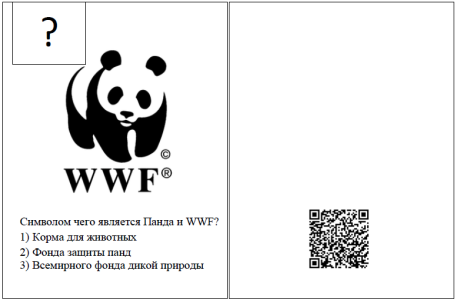 ?
©
WWF®
Символом чего является Панда и WWF?
1) Корма для животных
2) Фонда защиты панд
3) Всемирного фонда дикой природы